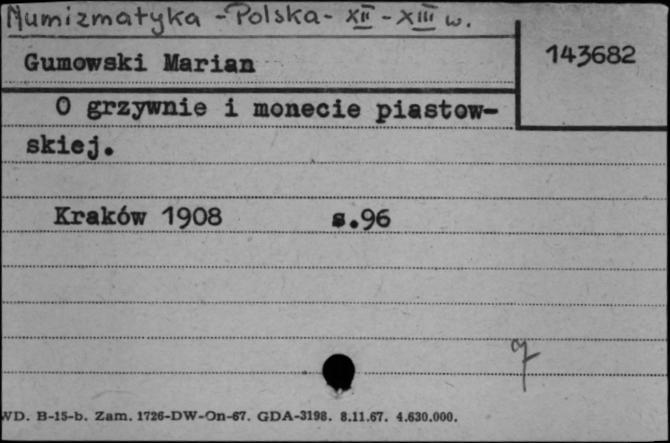 Numizmatyka - Polska - XII - XIII w.
143682
Gumowski Marian
O grzywnie i monecie piastow-
skiej.
Kraków 1908 s.96
WD. B-15-b. Zam. 1726-DW-On-67. GDA-3198. 8.11.67. 4.630.000.